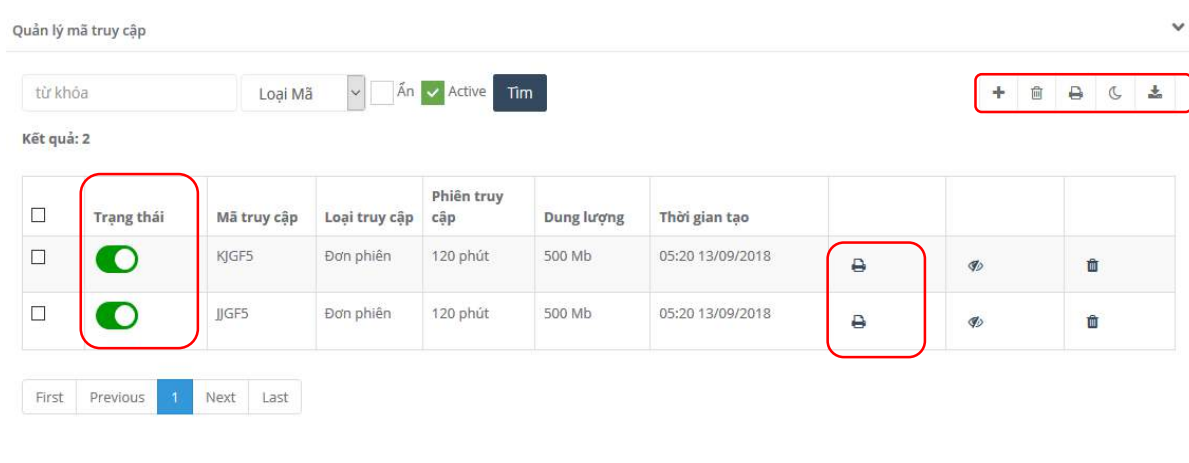 Quản lý mã truy cập
từ khóa Loại Mã Ẩn Active Tìm
Kết quả: 2
Trạng thái Mã truy cập Loại truy cập Phiên truy cập Dung lượng Thời gian tạo
KJGF5 Đơn phiên 120 phút 500 Mb 05:20 13/09/2018
JJGF5 Đơn phiên 120 phút 500 Mb 05:20 13/09/2018
First Previous 1 Next Last